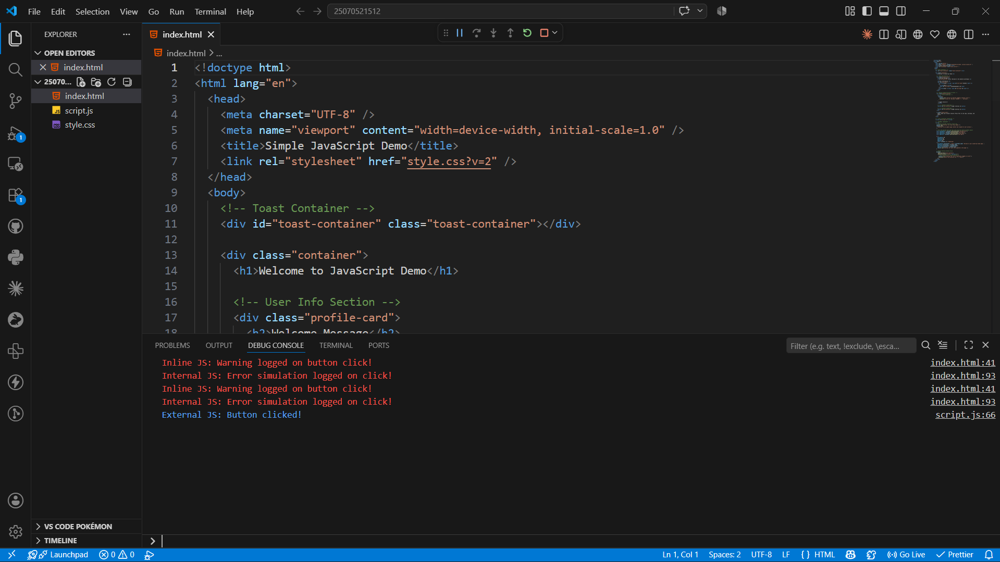 File Edit Selection View Go Run Terminal Help
25070521512
EXPLORER
OPEN EDITORS
index.html
25070...
index.html
script.js
style.css
VS CODE POKÉMON
TIMELINE
index.html
index.html > ...
1 <!doctype html>
2 <html lang="en">
3 <head>
4 <meta charset="UTF-8" />
5 <meta name="viewport" content="width=device-width, initial-scale=1.0" />
6 <title>Simple JavaScript Demo</title>
7 <link rel="stylesheet" href="style.css?v=2" />
8 </head>
9 <body>
10 <!-- Toast Container -->
11 <div id="toast-container" class="toast-container"></div>
12
13 <div class="container">
14 <h1>Welcome to JavaScript Demo</h1>
15
16 <!-- User Info Section -->
17 <div class="profile-card">
18 <h2>Welcome Message</h2>
PROBLEMS OUTPUT DEBUG CONSOLE TERMINAL PORTS
Filter (e.g. text, !exclude, \esca...
Inline JS: Warning logged on button click! index.html:41
Internal JS: Error simulation logged on click! index.html:93
Inline JS: Warning logged on button click! index.html:41
Internal JS: Error simulation logged on click! index.html:93
External JS: Button clicked! script.js:66
>
1
1
Launchpad 0 0 Ln 1, Col 1 Spaces: 2 UTF-8 LF { } HTML Go Live Prettier